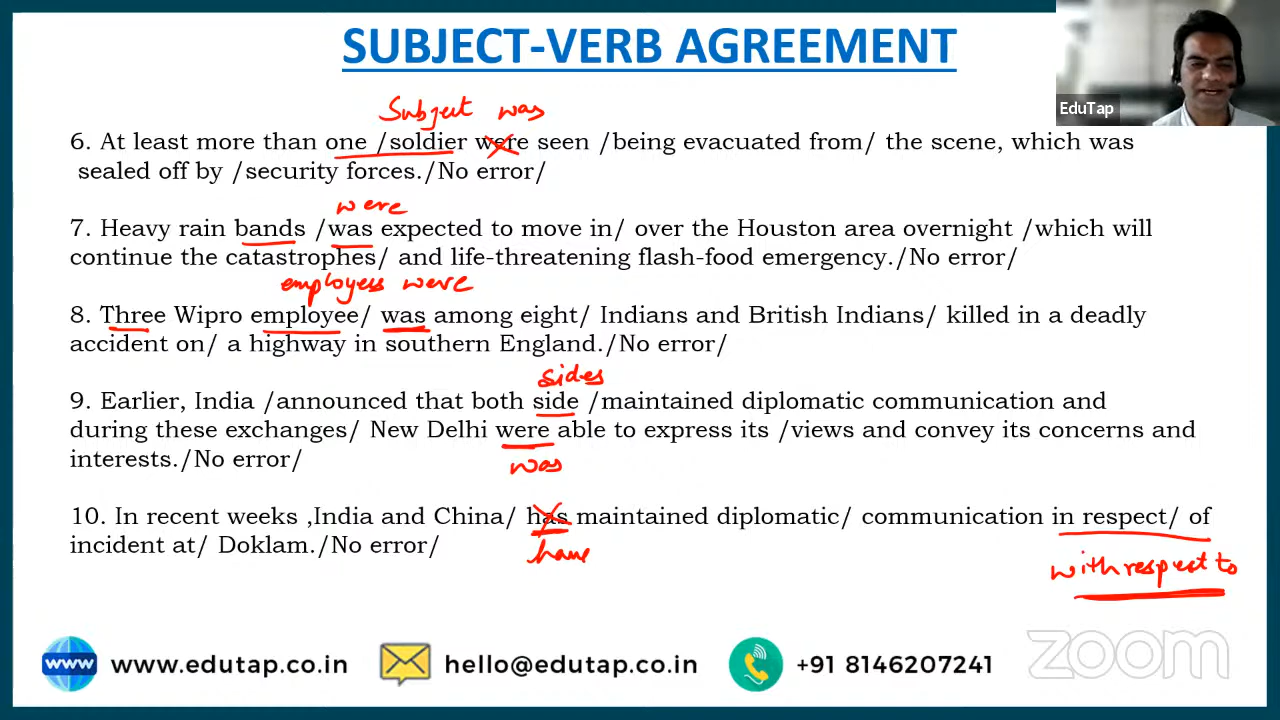 SUBJECT-VERB AGREEMENT
EduTap
Subject was
6. At least more than one /soldier were seen /being evacuated from/ the scene, which was
sealed off by /security forces./No error/
were
7. Heavy rain bands /was expected to move in/ over the Houston area overnight /which will
continue the catastrophes/ and life-threatening flash-food emergency./No error/
employess were
8. Three Wipro employee/ was among eight/ Indians and British Indians/ killed in a deadly
accident on/ a highway in southern England./No error/
sides
9. Earlier, India /announced that both side /maintained diplomatic communication and
during these exchanges/ New Delhi were able to express its /views and convey its concerns and
interests./No error/
was
10. In recent weeks ,India and China/ has maintained diplomatic/ communication in respect/ of
incident at/ Doklam./No error/
have
with respect to
www
www.edutap.co.in
hello@edutap.co.in
+91 8146207241
zoom